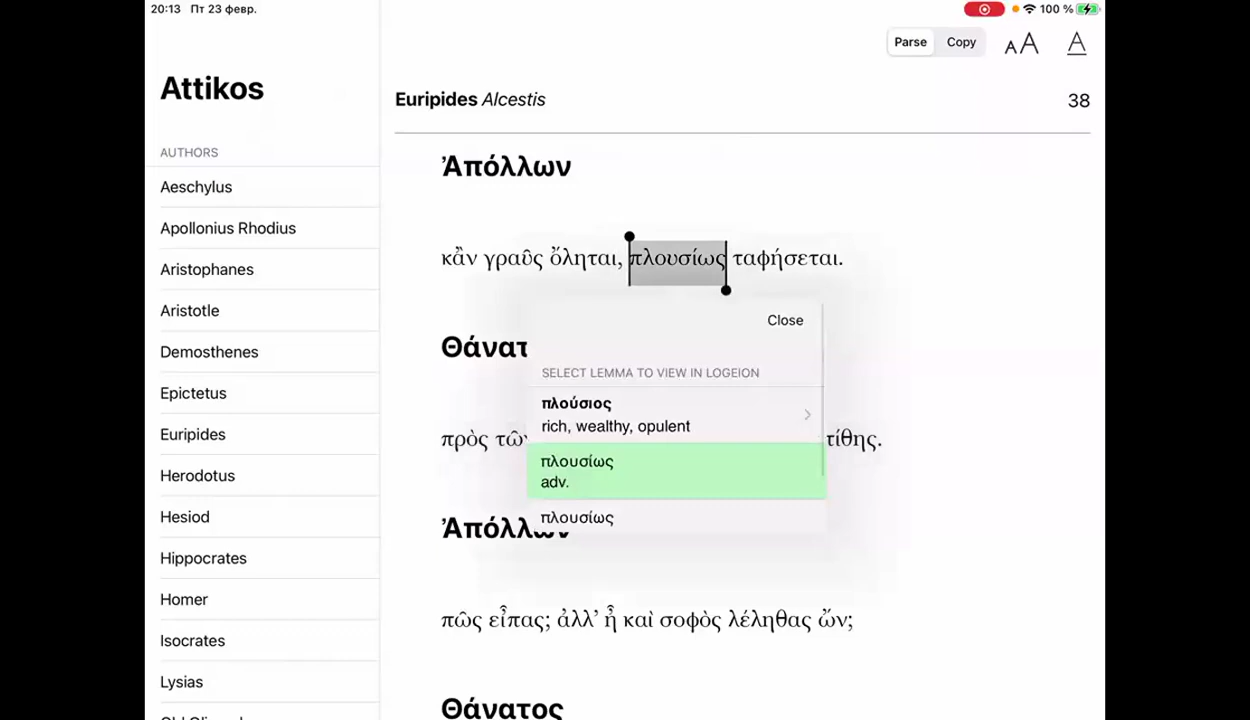 20:13 Пт 23 февр.
100 %
Parse Copy AA A
Attikos
Euripides Alcestis
38
AUTHORS
Aeschylus
Apollonius Rhodius
Aristophanes
Aristotle
Demosthenes
Epictetus
Euripides
Herodotus
Hesiod
Hippocrates
Homer
Isocrates
Lysias
Ἀπόλλων
κἂν γραῦς ὄληται, πλουσίως ταφήσεται.
Θάνατ
πρὸς τῶν
τίθης.
Ἀπόλλων
πῶς εἶπας; ἀλλ’ ἦ καὶ σοφὸς λέληθας ὤν;
Θάνατος
Close
SELECT LEMMA TO VIEW IN LOGEION
πλούσιος
rich, wealthy, opulent
πλουσίως
adv.
πλουσίως